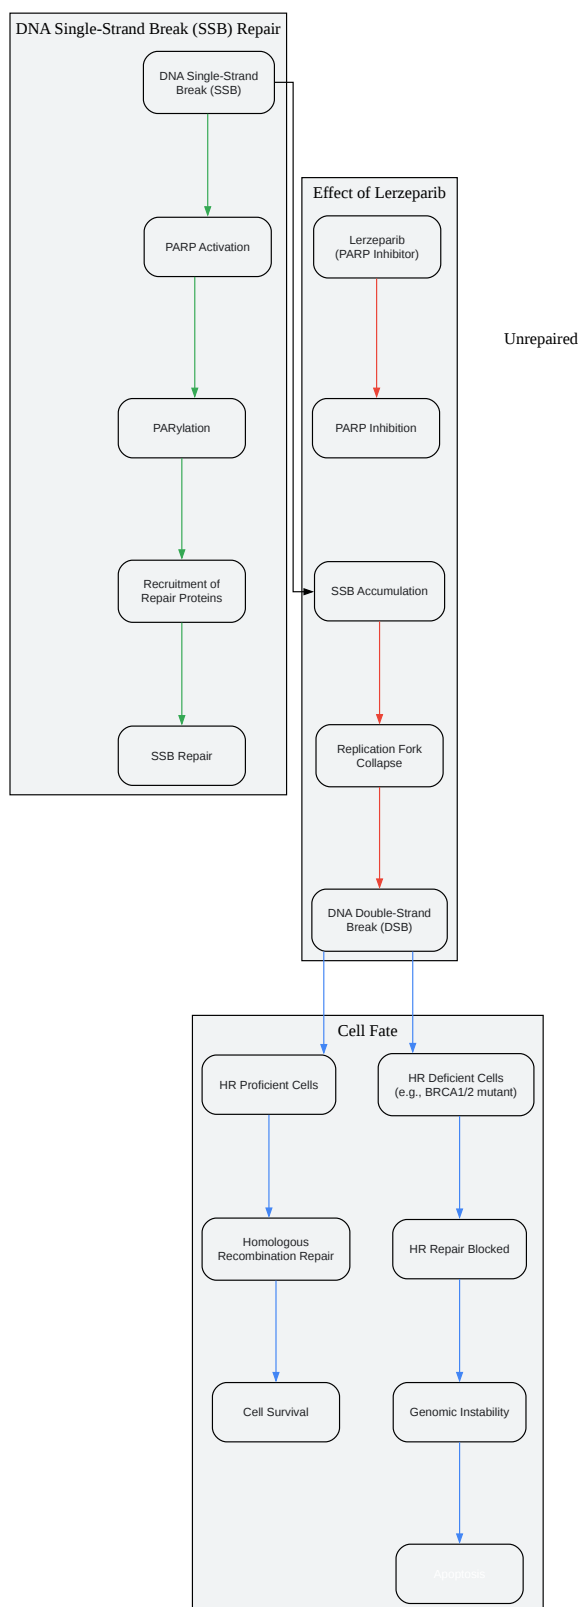 DNA Single-Strand Break (SSB) Repair
DNA Single-Strand
Break (SSB)
PARP Activation
PARylation
Recruitment of
Repair Proteins
SSB Repair
Effect of Lerzeparib
Lerzeparib
(PARP Inhibitor)
Unrepaired
PARP Inhibition
SSB Accumulation
Replication Fork
Collapse
DNA Double-Strand
Break (DSB)
Cell Fate
HR Proficient Cells
HR Deficient Cells
(e.g., BRCA1/2 mutant)
Homologous
Recombination Repair
HR Repair Blocked
Cell Survival
Genomic Instability
Apoptosis